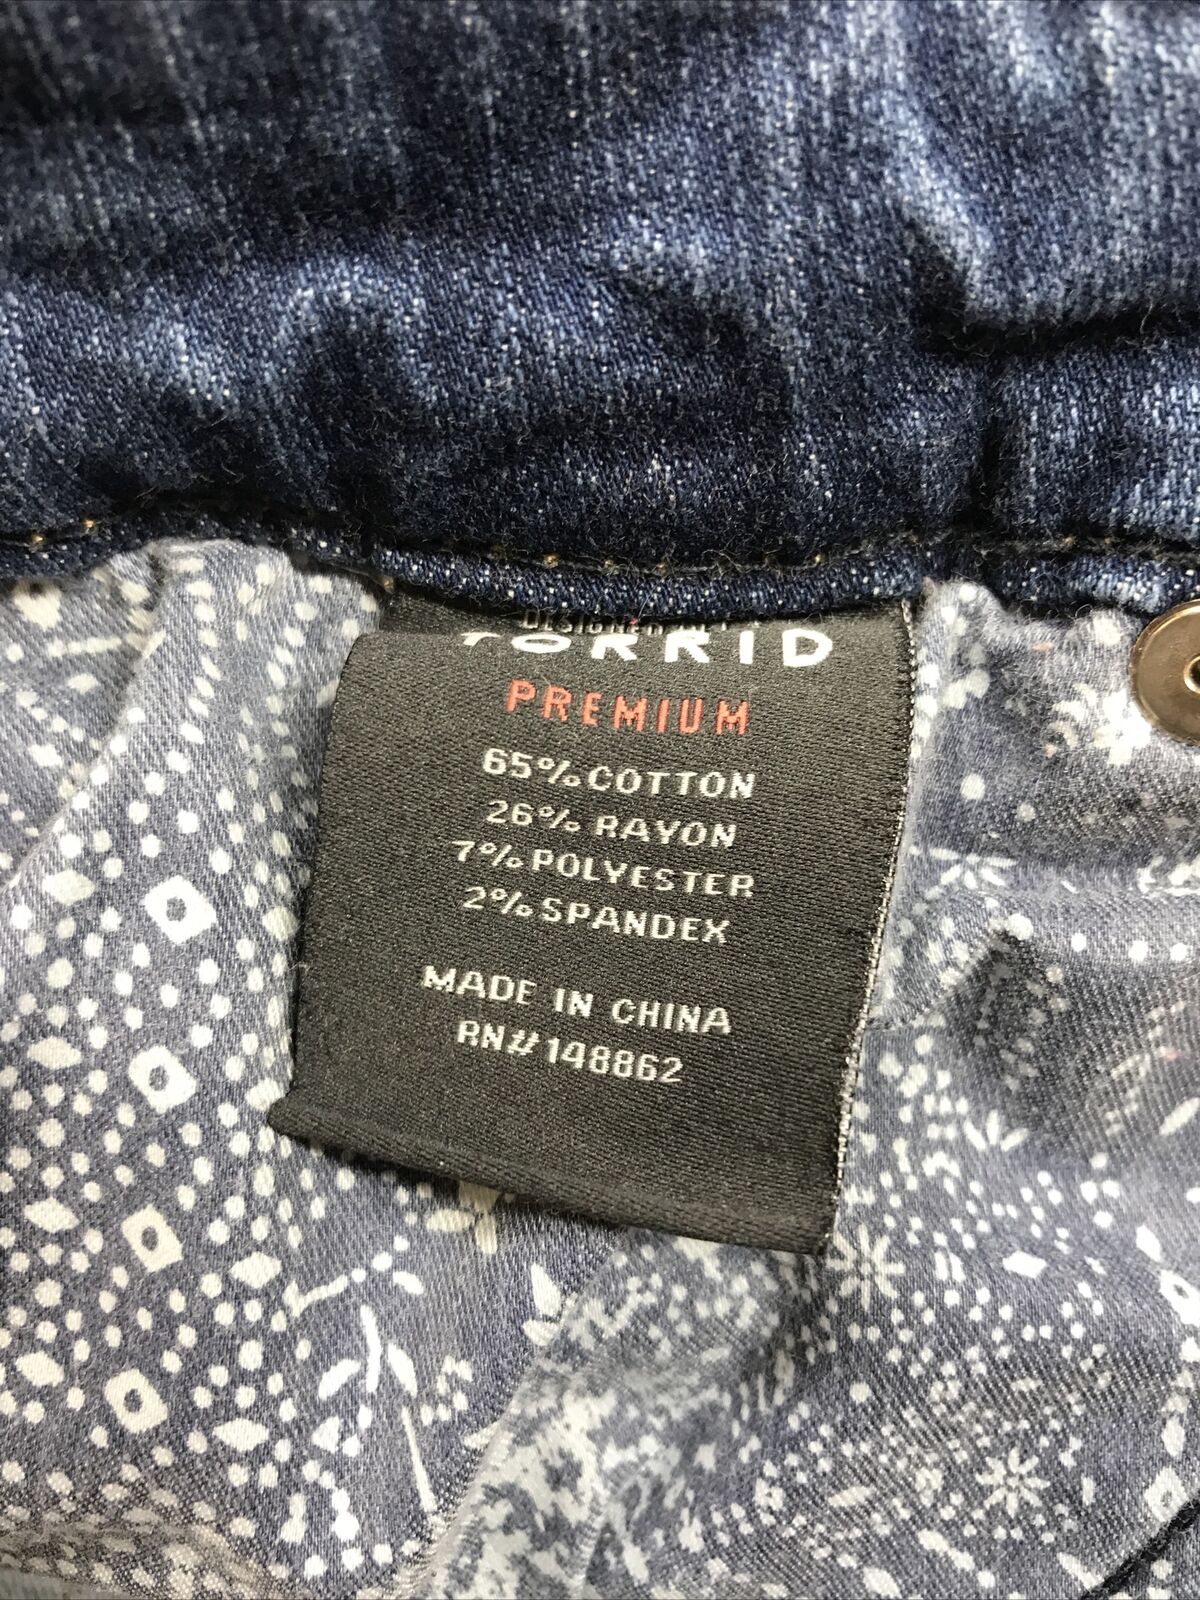 TORRID
PREMIUM
65% COTTON
26% RAYON
7% POLYESTER
2% SPANDEX
MADE IN CHINA
RN# 148862